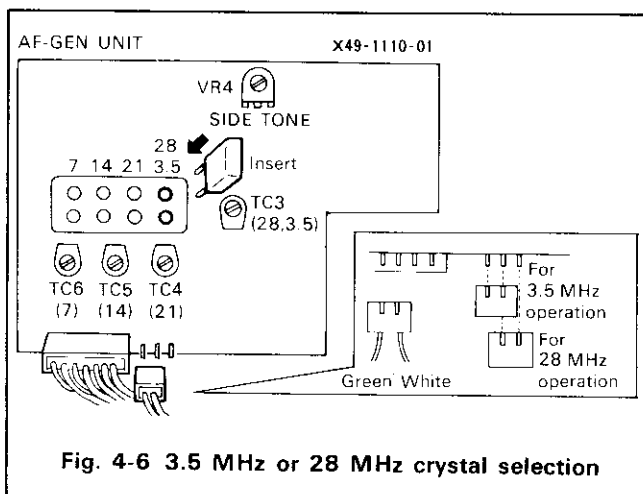 AF-GEN UNIT
X49-1110-01
VR4
SIDE TONE
28
7 14 21 3.5
Insert
TC3
(28,3.5)
TC6
(7)
TC5
(14)
TC4
(21)
For
3.5 MHz
operation
For
28 MHz
operation
Green White
Fig. 4-6 3.5 MHz or 28 MHz crystal selection